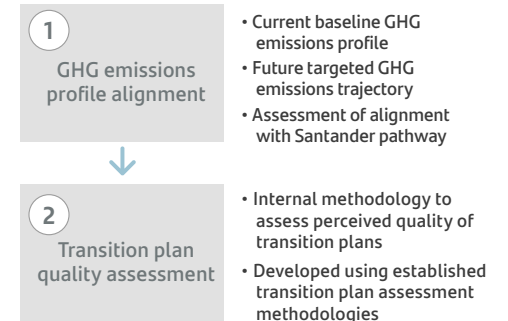 1
GHG emissions
profile alignment
• Current baseline GHG
emissions profile
• Future targeted GHG
emissions trajectory
• Assessment of alignment
with Santander pathway
2
Transition plan
quality assessment
• Internal methodology to
assess perceived quality of
transition plans
• Developed using established
transition plan assessment
methodologies